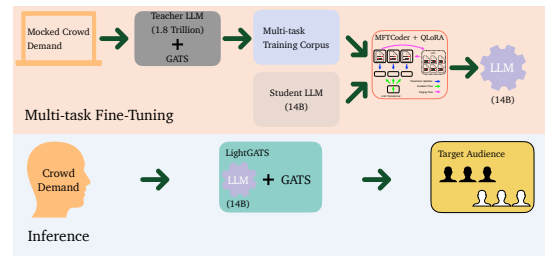 Mocked Crowd
Demand
Teacher LLM
(1.8 Trillion)
+
GATS
Multi-task
Training Corpus
Student LLM
(14B)
MFTCoder + QLoRA
LLM
(14B)
Multi-task Fine-Tuning
Crowd
Demand
LightGATS
LLM + GATS
(14B)
Target Audience
Inference